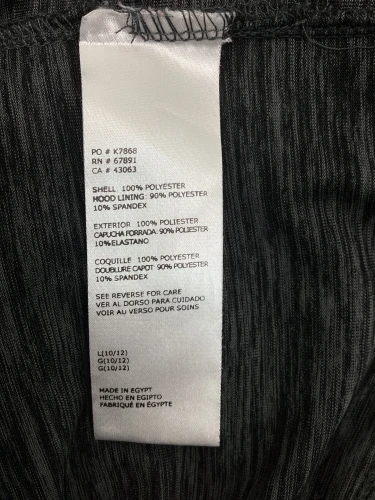 PO # K7868
RN # 67891
CA # 43063
SHELL 100% POLYESTER
HOOD LINING: 90% POLYESTER
10% SPANDEX
EXTERIOR 100% POLIESTER
CAPUCHA FORRADA: 90% POLIESTER
10% ELASTANO
COQUILLE 100% POLYESTER
DOUBLURE CAPOT: 90% POLYESTER
10% SPANDEX
SEE REVERSE FOR CARE
VER AL DORSO PARA CUIDADO
VOIR AU VERSO POUR SOINS
L(10/12)
G(10/12)
G(10/12)
MADE IN EGYPT
HECHO EN EGIPTO
FABRIQUÉ EN ÉGYPTE